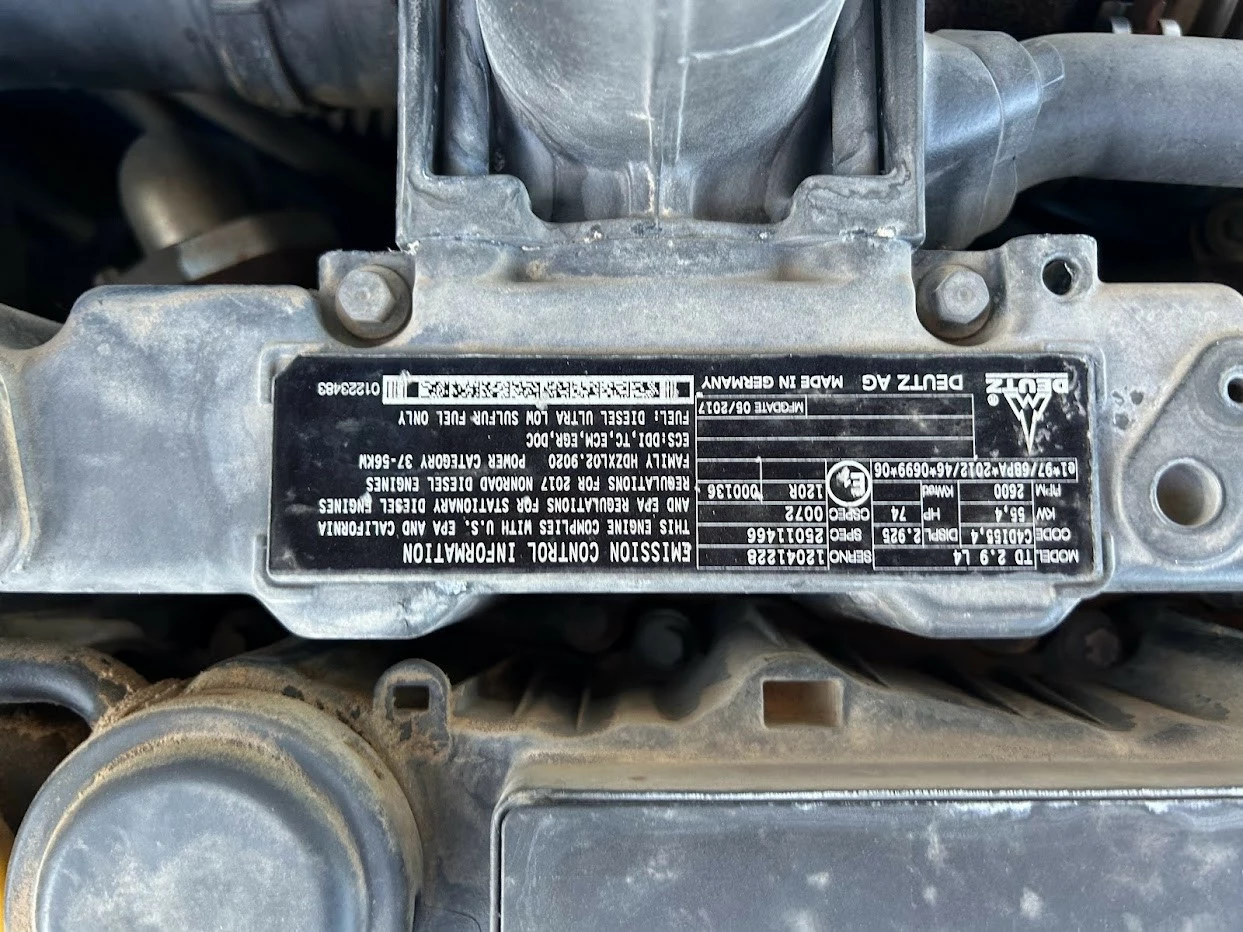 DEUTZ ®
DEUTZ AG MADE IN GERMANY
MFGDATE 05/2017
e1*97/68PA*2012/46*0699*06
RPM 2600 kWred
KW 55,4 HP 74
CODE C4DI55,4 DISPL 2.925
MODEL TD 2.9 L4
E1
120R 000136
CSPEC 0072
SPEC 25011466
SERNO 12041228
01223483
EMISSION CONTROL INFORMATION
THIS ENGINE COMPLIES WITH U.S. EPA AND CALIFORNIA
AND EPA REGULATIONS FOR STATIONARY DIESEL ENGINES
REGULATIONS FOR 2017 NONROAD DIESEL ENGINES
FAMILY HDZXL02.9020 POWER CATEGORY 37-56KW
ECS:DDI,TC,ECM,EGR,DOC
FUEL: DIESEL ULTRA LOW SULFUR FUEL ONLY